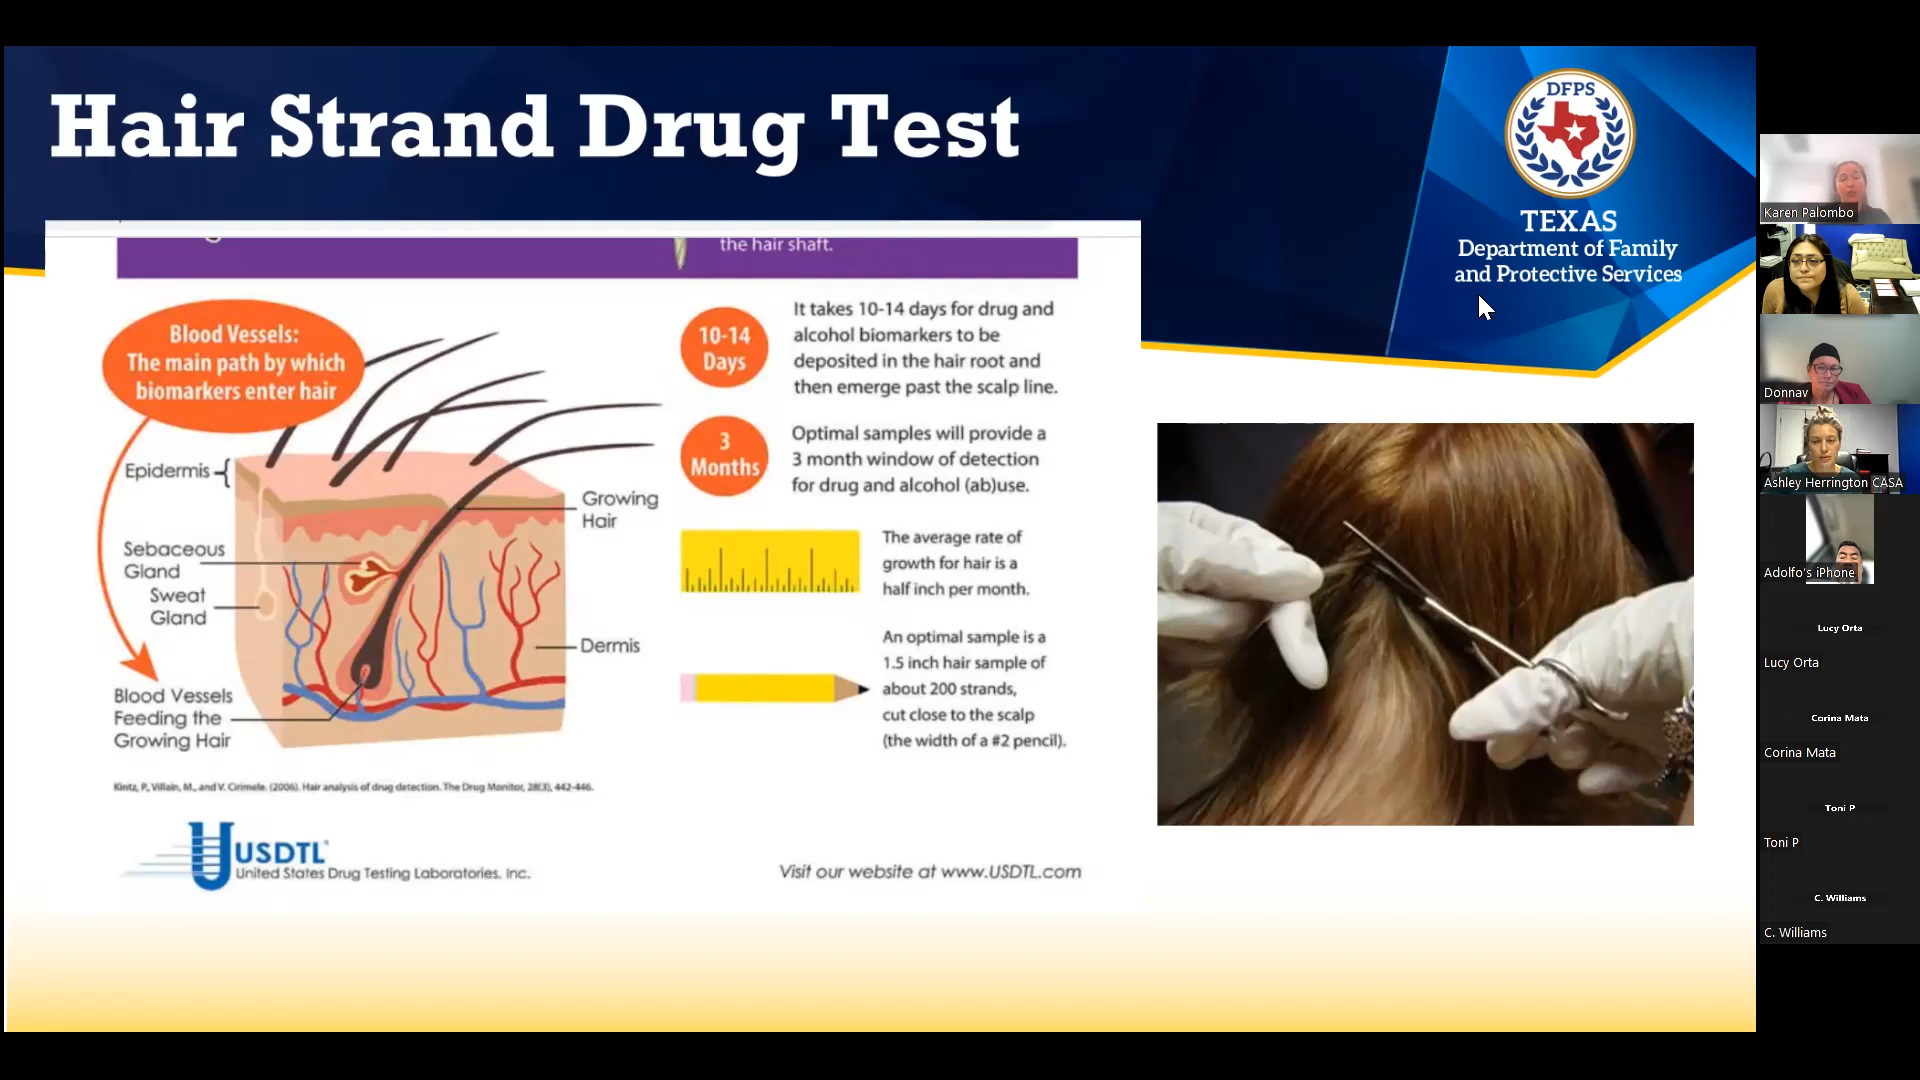 Hair Strand Drug Test
DFPS
TEXAS
Department of Family
and Protective Services
the hair shaft.
Blood Vessels:
The main path by which
biomarkers enter hair
Epidermis
Sebaceous
Gland
Sweat
Gland
Blood Vessels
Feeding the
Growing Hair
Growing
Hair
Dermis
10-14
Days
It takes 10-14 days for drug and
alcohol biomarkers to be
deposited in the hair root and
then emerge past the scalp line.
3
Months
Optimal samples will provide a
3 month window of detection
for drug and alcohol (ab)use.
The average rate of
growth for hair is a
half inch per month.
An optimal sample is a
1.5 inch hair sample of
about 200 strands,
cut close to the scalp
(the width of a #2 pencil).
Kintz, P., Villain, M., and V. Cirimele. (2006). Hair analysis of drug detection. The Drug Monitor, 28(3), 442-446.
USDTL
United States Drug Testing Laboratories, Inc.
Visit our website at www.USDTL.com
Karen Palombo
Donnav
Ashley Herrington CASA
Adolfo's iPhone
Lucy Orta
Lucy Orta
Corina Mata
Corina Mata
Toni P
Toni P
C. Williams
C. Williams